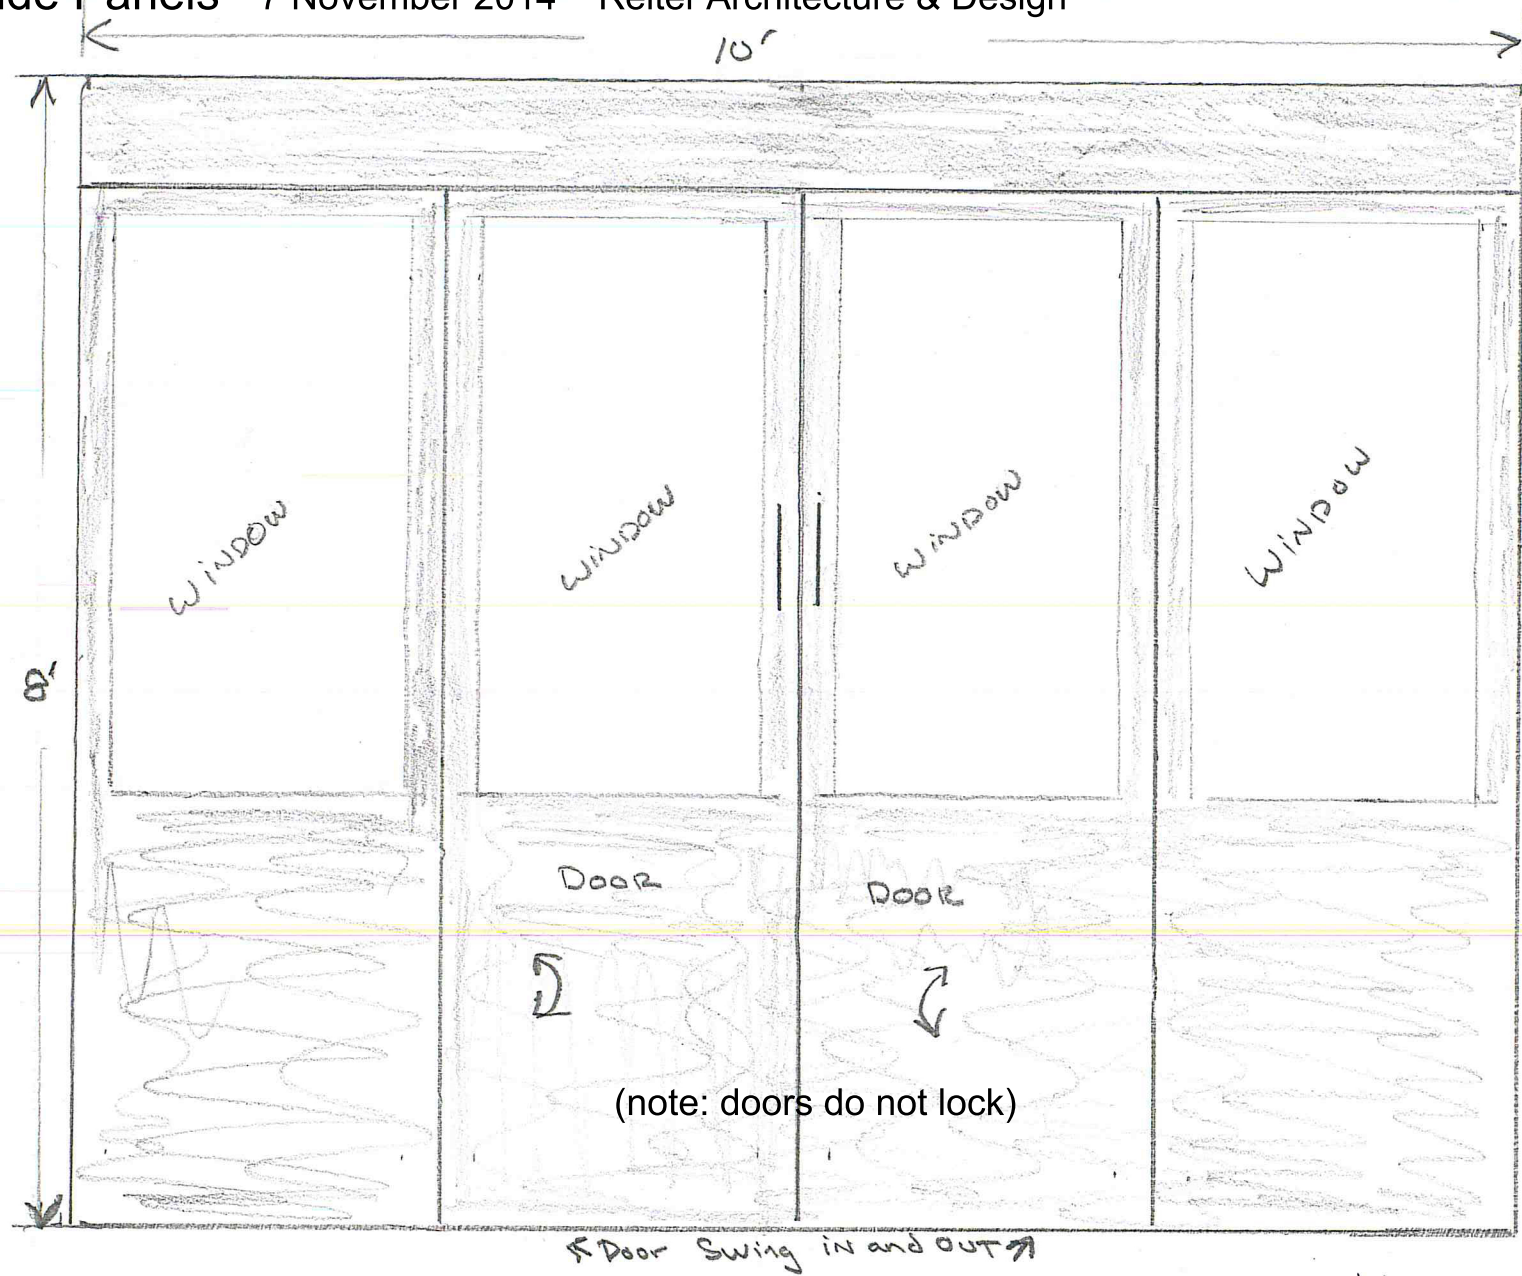 Panels   7 November 2014   Reiter Architecture & Design
10'
8'
WINDOW WINDOW WINDOW WINDOW
DOOR DOOR
(note: doors do not lock)
Door Swing iN and OUT